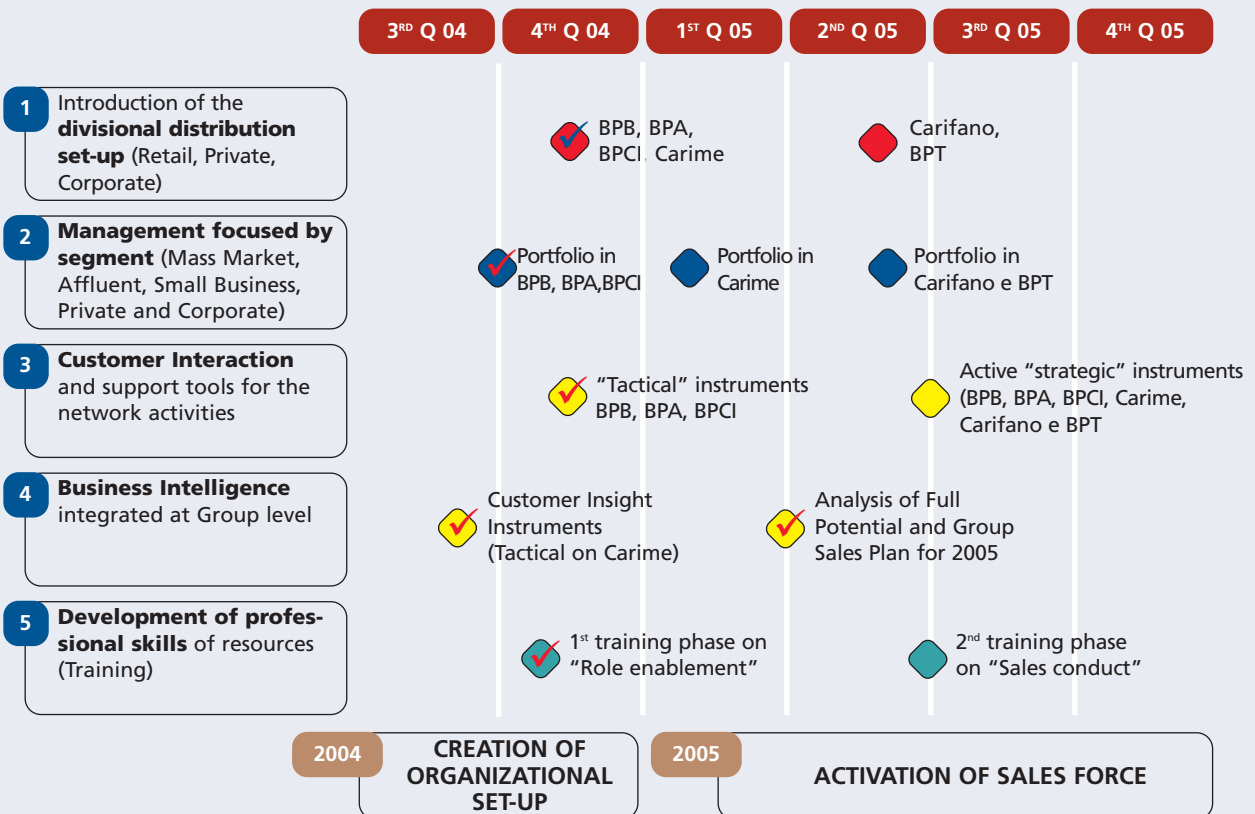 3RD Q 04
4TH Q 04
1ST Q 05
2ND Q 05
3RD Q 05
4TH Q 05
1
Introduction of the
divisional distribution
set-up (Retail, Private,
Corporate)
BPB, BPA,
BPCI, Carime
Carifano,
BPT
2
Management focused by
segment (Mass Market,
Affluent, Small Business,
Private and Corporate)
Portfolio in
BPB, BPA,BPCI
Portfolio in
Carime
Portfolio in
Carifano e BPT
3
Customer Interaction
and support tools for the
network activities
“Tactical” instruments
BPB, BPA, BPCI
Active “strategic” instruments
(BPB, BPA, BPCI, Carime,
Carifano e BPT
4
Business Intelligence
integrated at Group level
Customer Insight
Instruments
(Tactical on Carime)
Analysis of Full
Potential and Group
Sales Plan for 2005
5
Development of profes-
sional skills of resources
(Training)
1st training phase on
“Role enablement”
2nd training phase
on “Sales conduct”
2004
CREATION OF
ORGANIZATIONAL
SET-UP
2005
ACTIVATION OF SALES FORCE